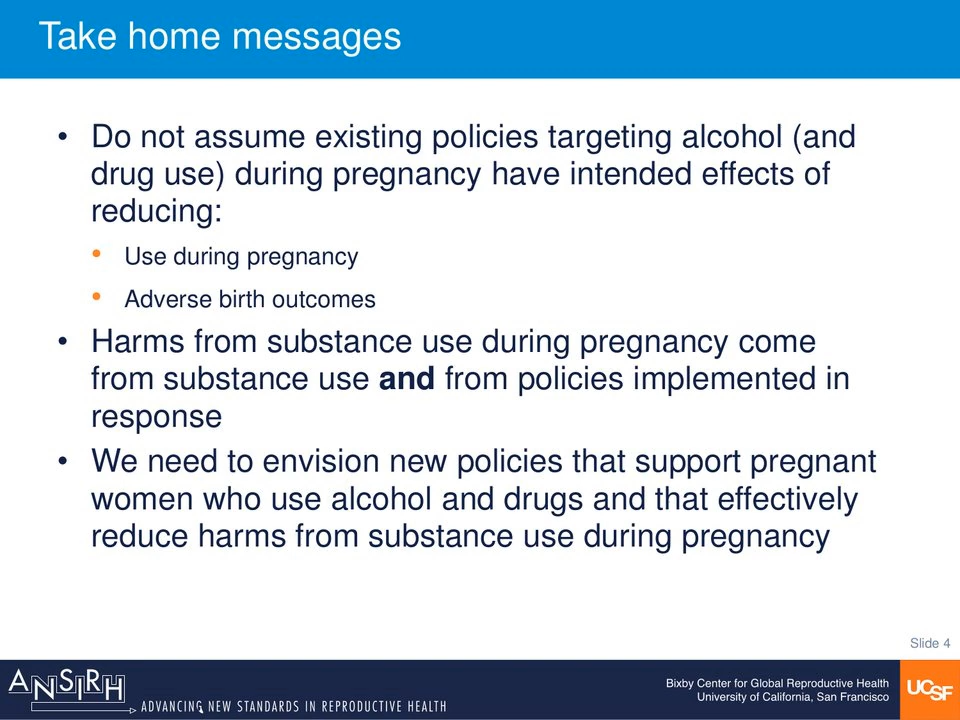 Take home messages
• Do not assume existing policies targeting alcohol (and
drug use) during pregnancy have intended effects of
reducing:
• Use during pregnancy
• Adverse birth outcomes
• Harms from substance use during pregnancy come
from substance use and from policies implemented in
response
• We need to envision new policies that support pregnant
women who use alcohol and drugs and that effectively
reduce harms from substance use during pregnancy
Slide 4
ANSIRH
ADVANCING NEW STANDARDS IN REPRODUCTIVE HEALTH
Bixby Center for Global Reproductive Health
University of California, San Francisco
UCSF